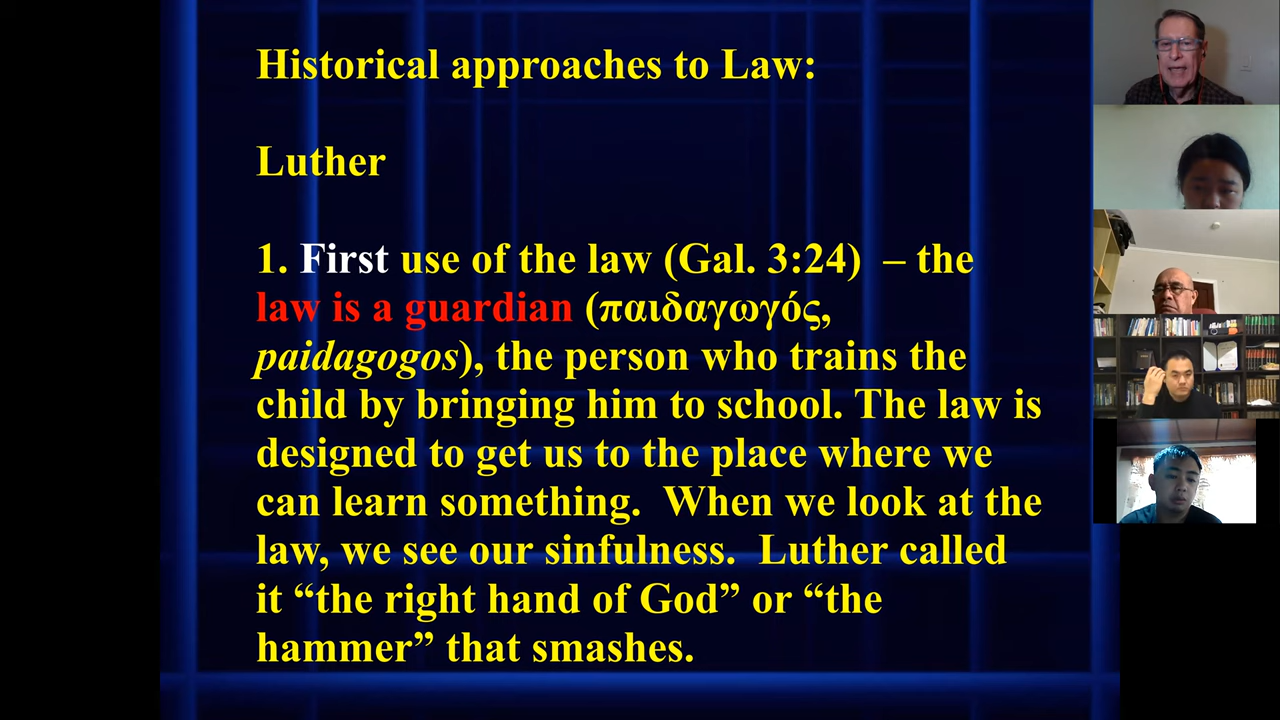 Historical approaches to Law:
Luther
1. First use of the law (Gal. 3:24)  – the
law is a guardian (παιδαγωγός,
paidagogos), the person who trains the
child by bringing him to school. The law is
designed to get us to the place where we
can learn something.  When we look at the
law, we see our sinfulness.  Luther called
it “the right hand of God” or “the
hammer” that smashes.